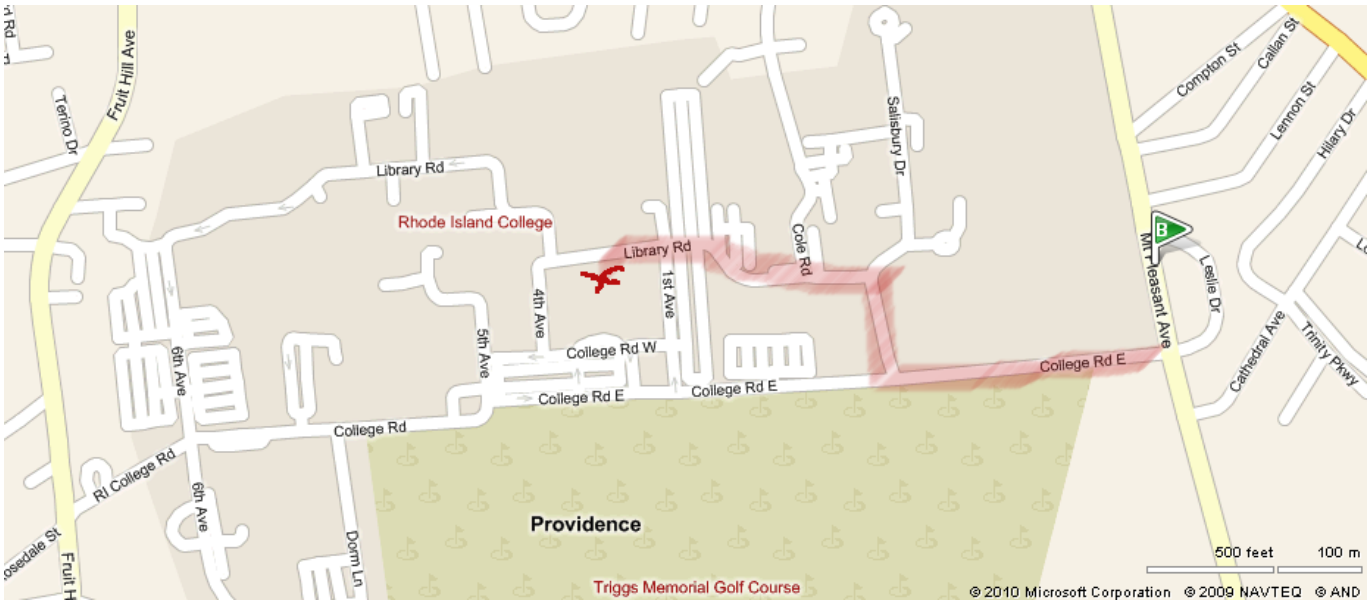 Fruit Hill Ave
Terino Dr
Library Rd
Rhode Island College
Library Rd
1st Ave
Cole Rd
Salisbury Dr
Compton St
Callan St
Lennon St
Hilary Dr
B
Mt Pleasant Ave
Leslie Dr
Cathedral Ave
Trinity Pkwy
4th Ave
5th Ave
6th Ave
College Rd W
College Rd E
College Rd E
College Rd E
College Rd
RI College Rd
6th Ave
Dorm Ln
osedale St
Fruit H
Providence
Triggs Memorial Golf Course
500 feet 100 m
© 2010 Microsoft Corporation © 2009 NAVTEQ © AND